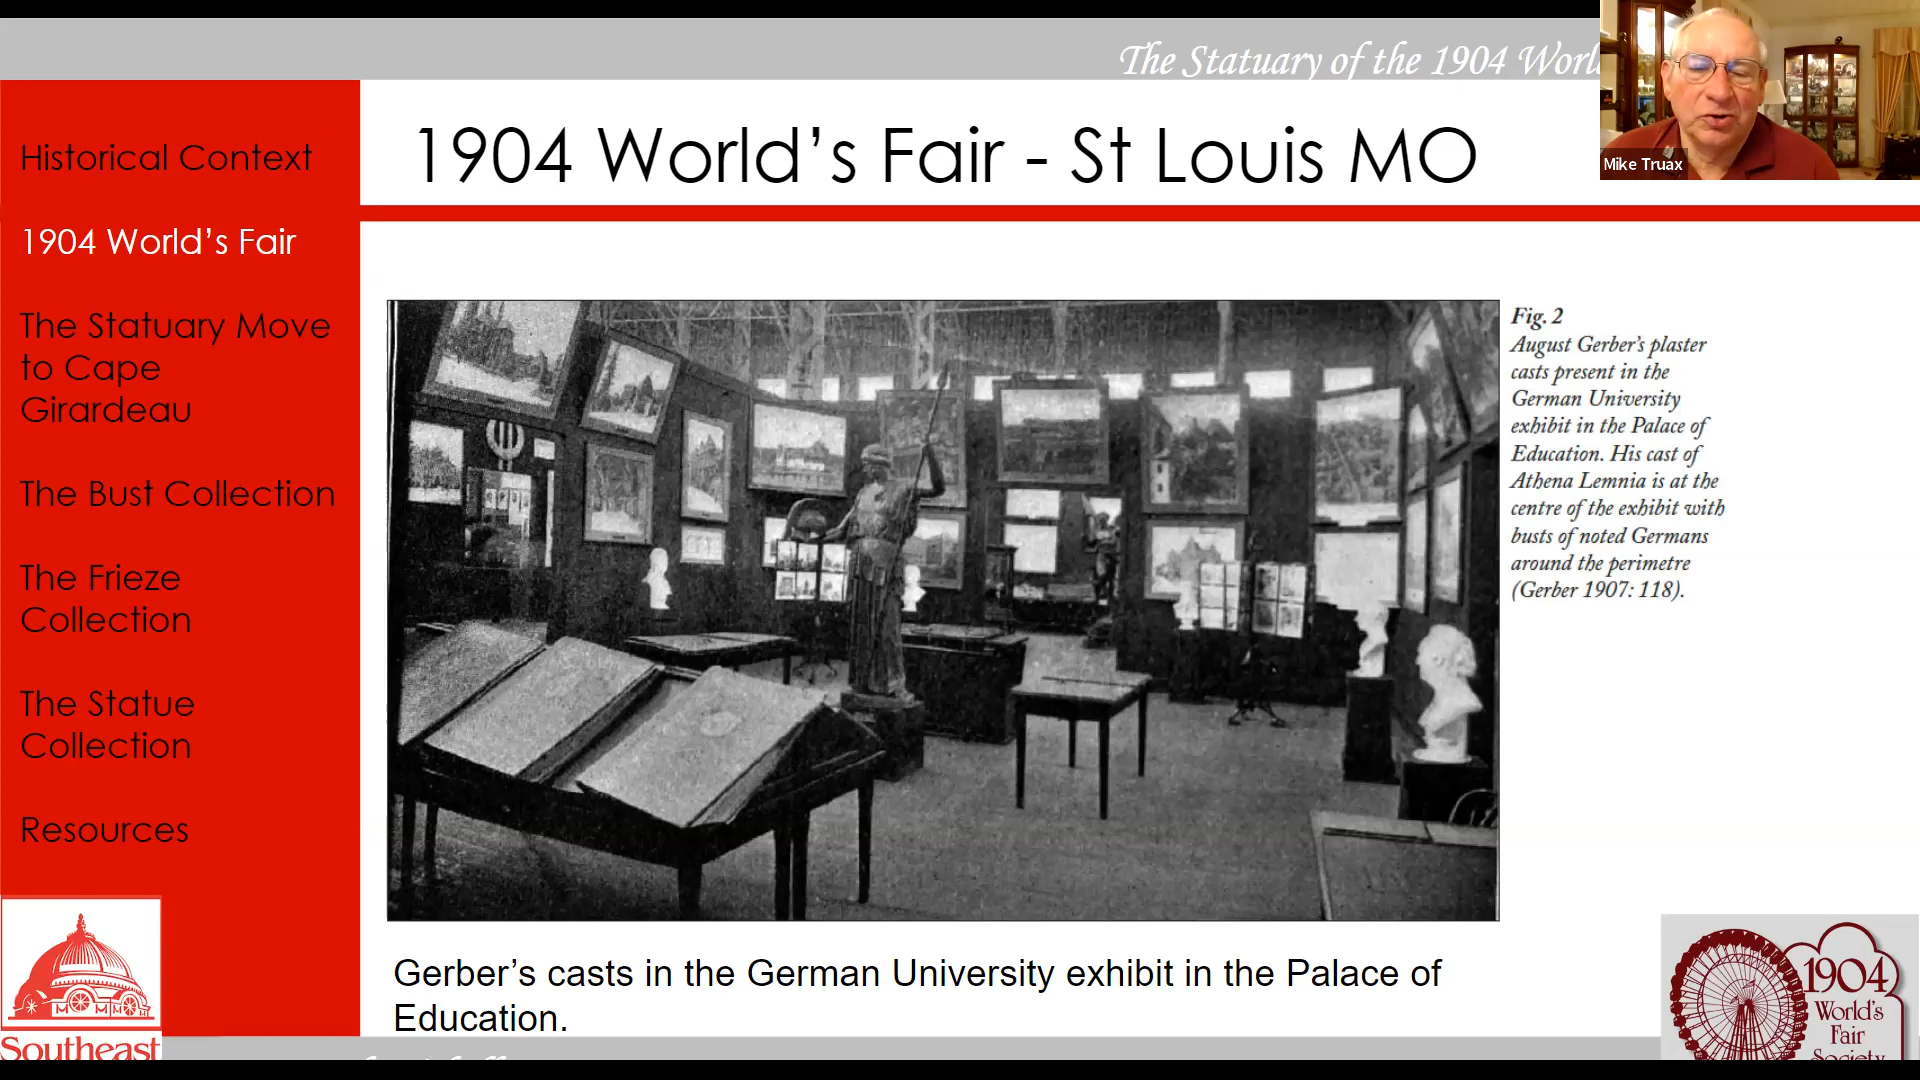 The Statuary of the 1904 World
Mike Truax
1904 World's Fair - St Louis MO
Historical Context
1904 World's Fair
The Statuary Move
to Cape
Girardeau
The Bust Collection
The Frieze
Collection
The Statue
Collection
Resources
Southeast
Fig. 2
August Gerber's plaster
casts present in the
German University
exhibit in the Palace of
Education. His cast of
Athena Lemnia is at the
centre of the exhibit with
busts of noted Germans
around the perimetre
(Gerber 1907: 118).
Gerber's casts in the German University exhibit in the Palace of
Education.
1904
World's
Fair
Society